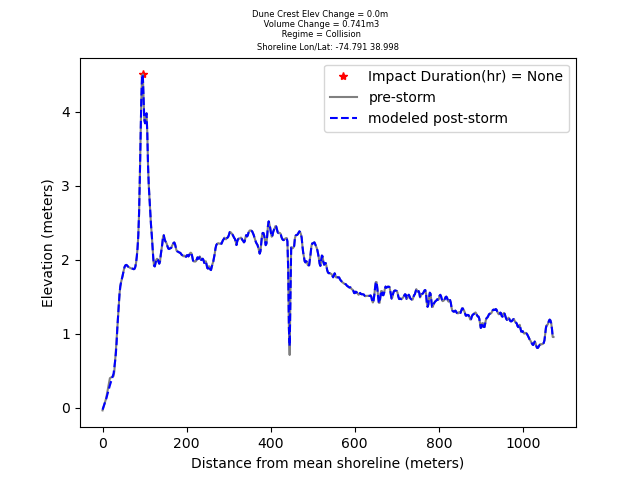 Dune Crest Elev Change = 0.0m
Volume Change = 0.741m3
Regime = Collision
Shoreline Lon/Lat: -74.791 38.998
Impact Duration(hr) = None
pre-storm
modeled post-storm
Elevation (meters)
4
3
2
1
0
0 200 400 600 800 1000
Distance from mean shoreline (meters)